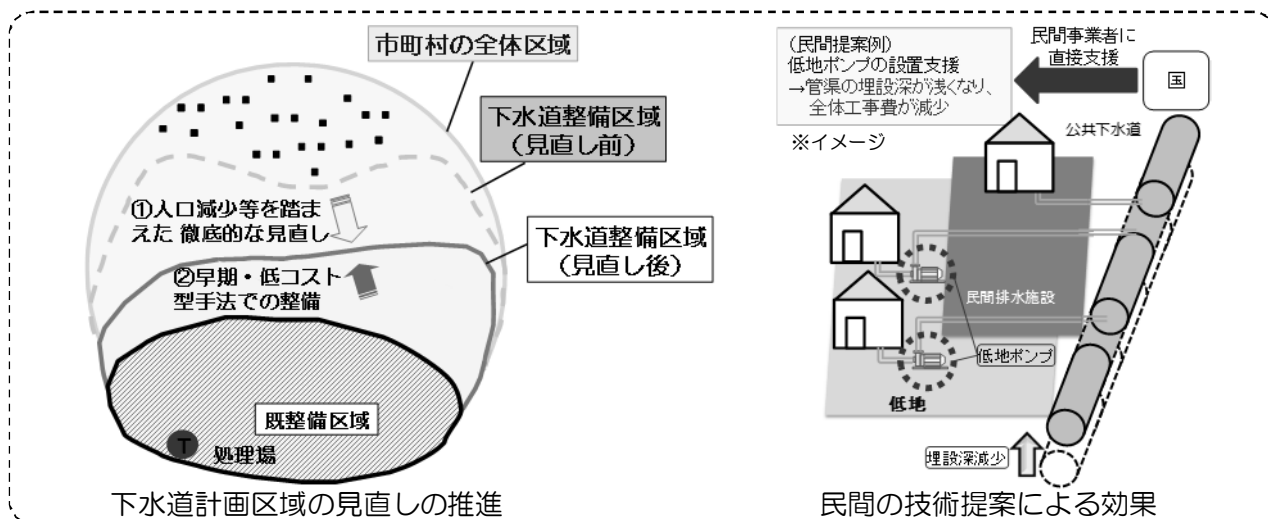 市町村の全体区域
下水道整備区域
（見直し前）
①人口減少等を踏ま
えた 徹底的な見直し
下水道整備区域
（見直し後）
②早期・低コスト
型手法での整備
既整備区域
T
処理場
下水道計画区域の見直しの推進
（民間提案例）
低地ポンプの設置支援
→管渠の埋設深が浅くなり、
全体工事費が減少
※イメージ
民間事業者に
直接支援
国
公共下水道
民間排水施設
低地ポンプ
低地
埋設深減少
民間の技術提案による効果